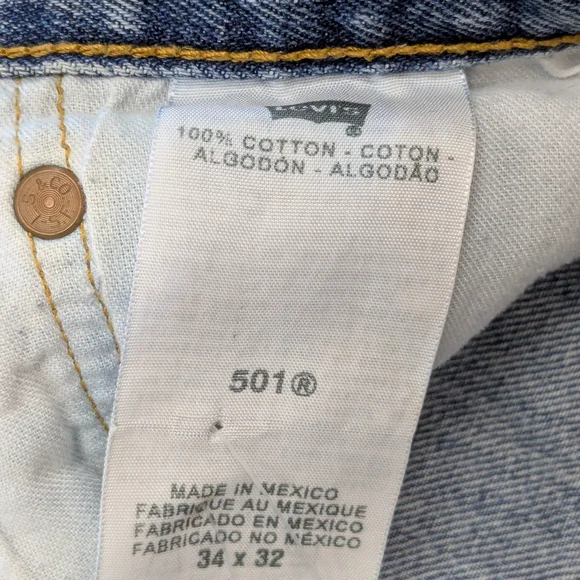 Levi's
®
100% COTTON - COTON -
ALGODÓN - ALGODÃO
501®
MADE IN MEXICO
FABRIQUE AU MEXIQUE
FABRICADO EN MEXICO
FABRICADO NO MÉXICO
34 x 32
S & CO
-S.F.